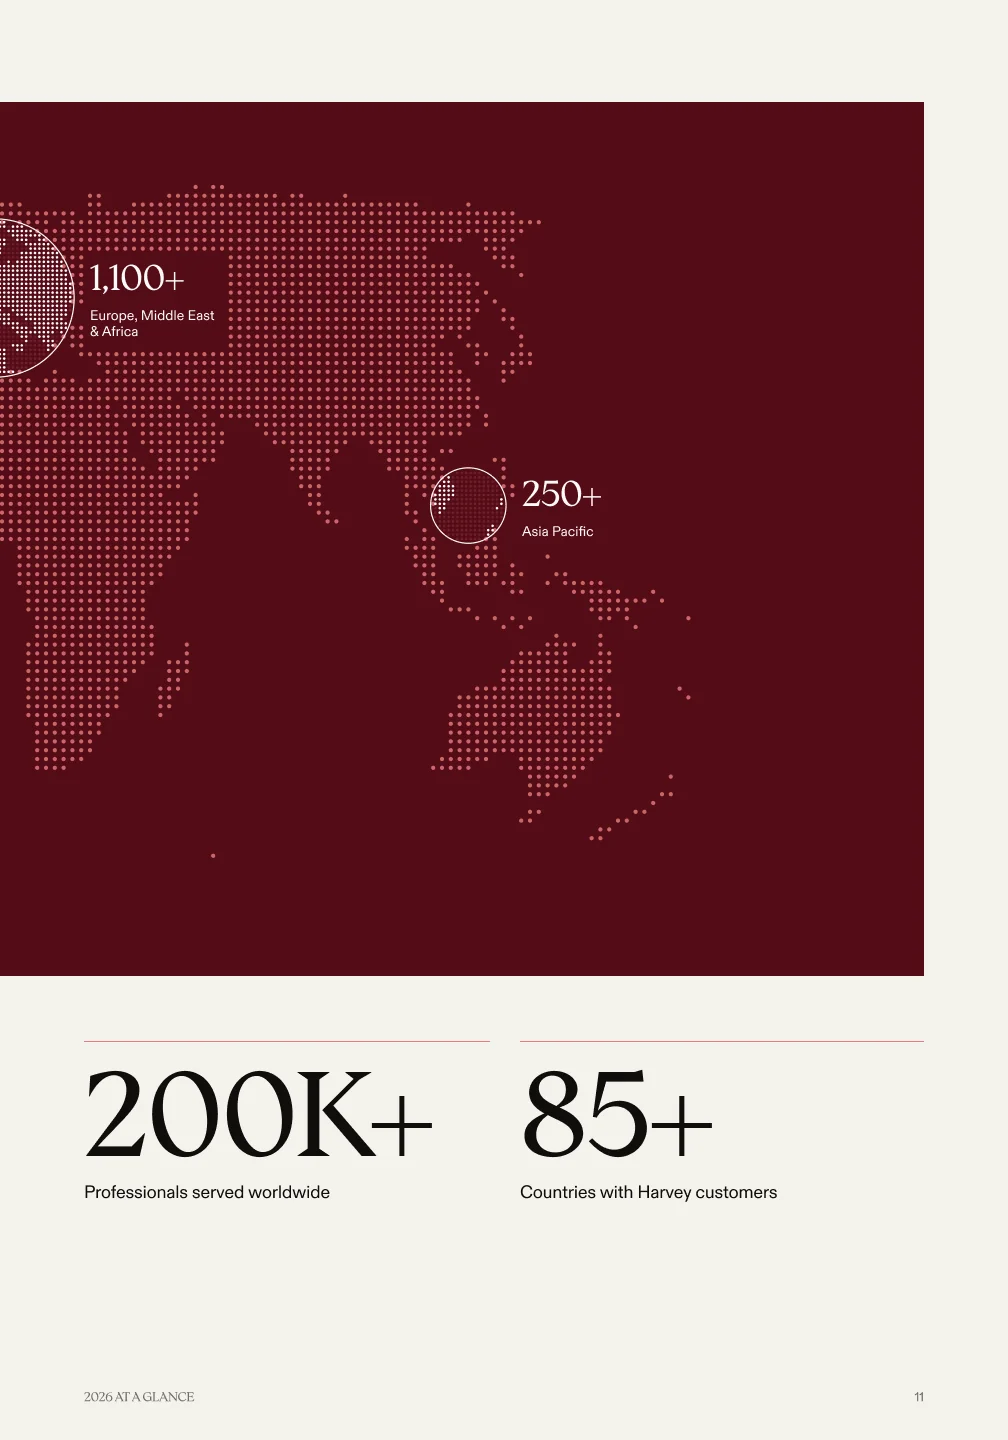 1,100+
Europe, Middle East
& Africa
250+
Asia Pacific
200K+
Professionals served worldwide
85+
Countries with Harvey customers
2026 AT A GLANCE
11